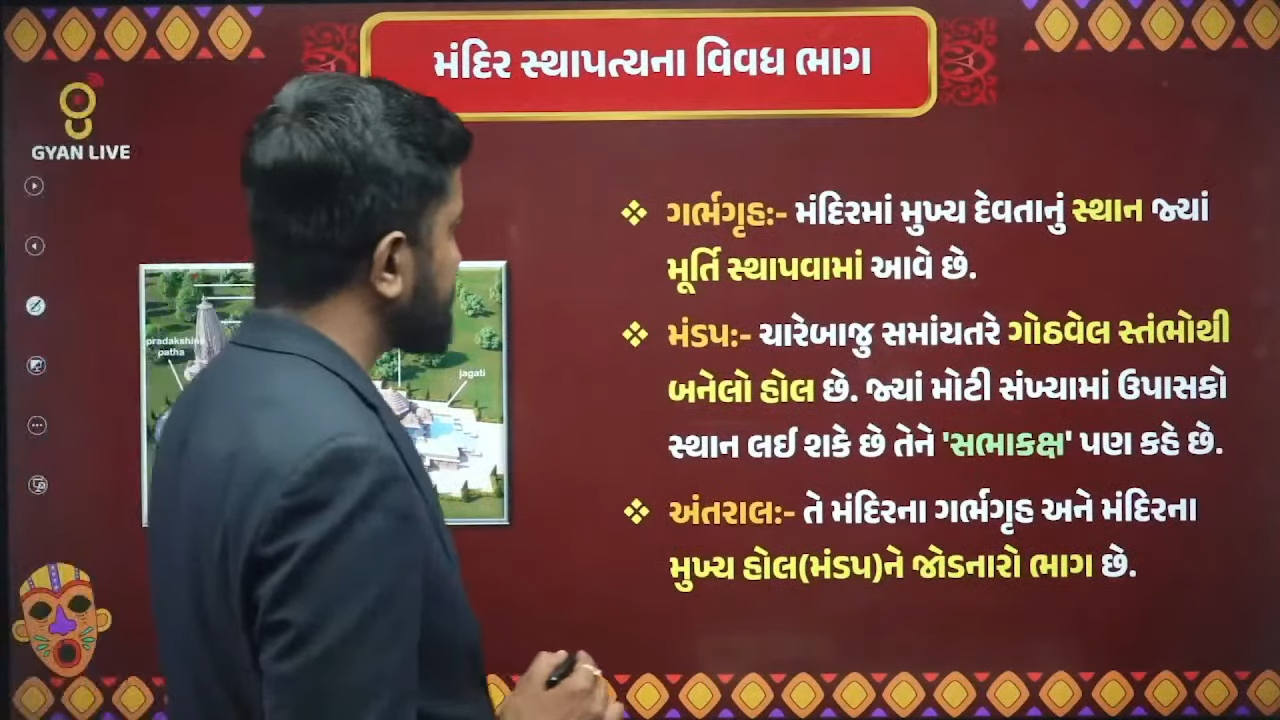 મંદિર સ્થાપત્યના વિવધ ભાગ
GYAN LIVE
❖ ગર્ભગૃહ:- મંદિરમાં મુખ્ય દેવતાનું સ્થાન જ્યાં
મૂર્તિ સ્થાપવામાં આવે છે.
❖ મંડપ:- ચારેબાજુ સમાંયતરે ગોઠવેલ સ્તંભોથી
બનેલો હોલ છે. જ્યાં મોટી સંખ્યામાં ઉપાસકો
સ્થાન લઈ શકે છે તેને 'સભાકક્ષ' પણ કહે છે.
❖ અંતરાલ:- તે મંદિરના ગર્ભગૃહ અને મંદિરના
મુખ્ય હોલ(મંડપ)ને જોડનારો ભાગ છે.
pradakshina
patha
jagati